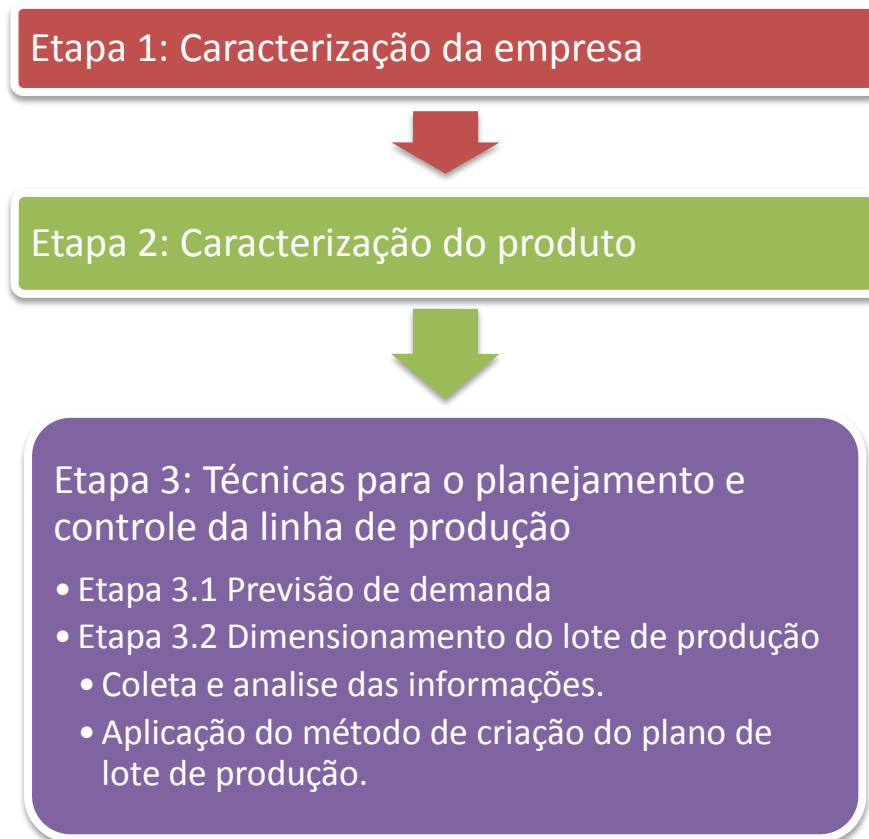 Etapa 1: Caracterização da empresa
Etapa 2: Caracterização do produto
Etapa 3: Técnicas para o planejamento e
controle da linha de produção
• Etapa 3.1 Previsão de demanda
• Etapa 3.2 Dimensionamento do lote de produção
• Coleta e analise das informações.
• Aplicação do método de criação do plano de
lote de produção.